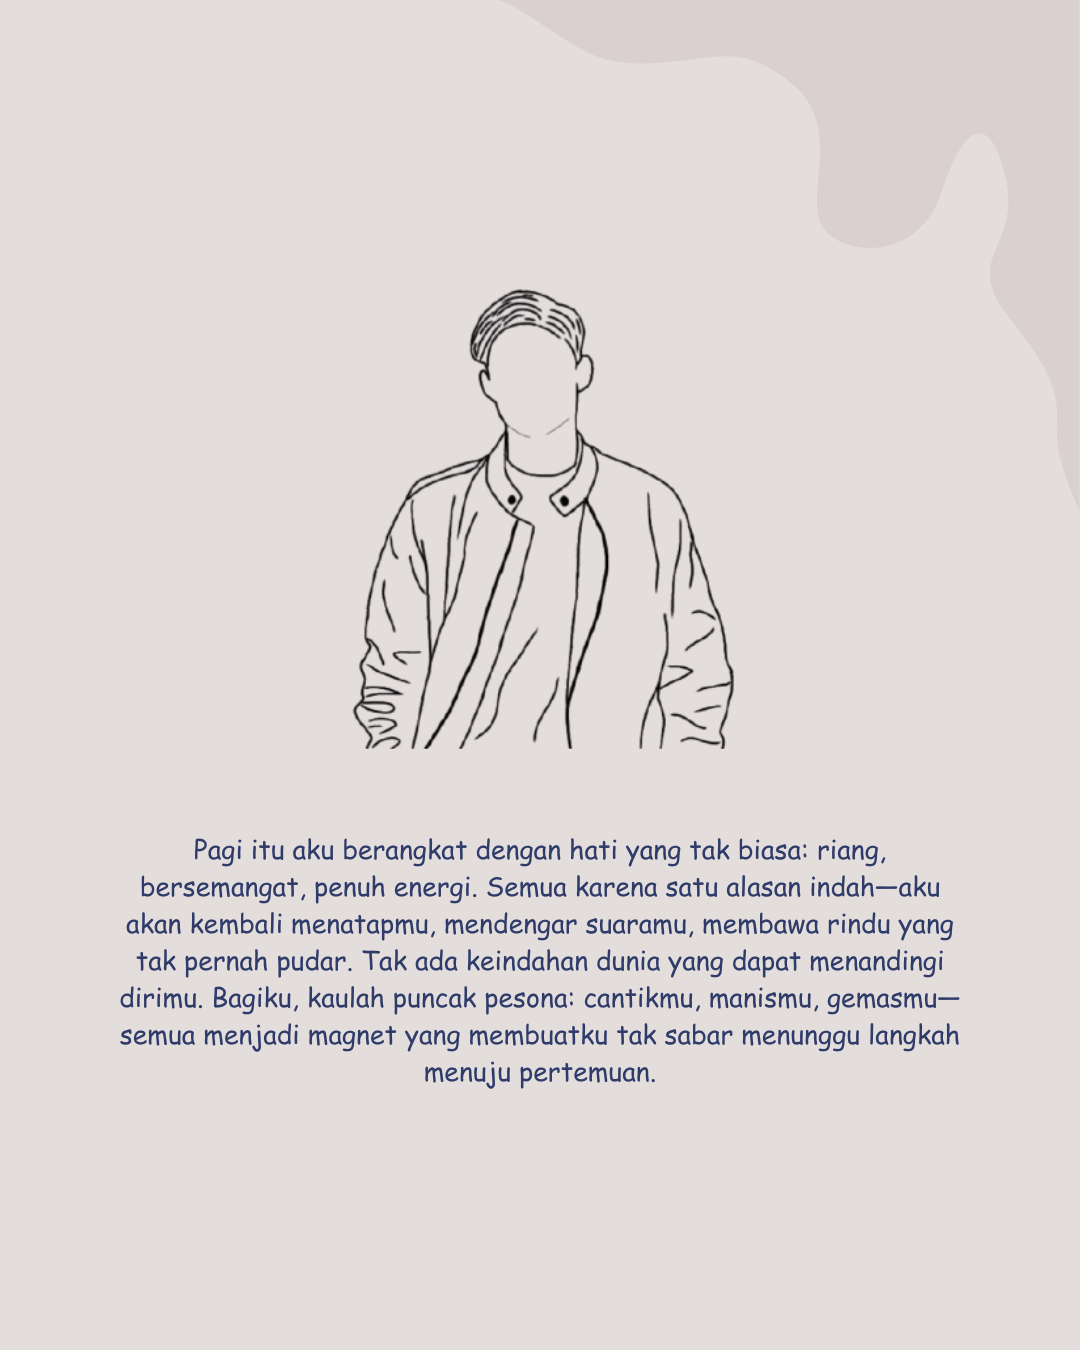 Pagi itu aku berangkat dengan hati yang tak biasa: riang,
bersemangat, penuh energi. Semua karena satu alasan indah—aku
akan kembali menatapmu, mendengar suaramu, membawa rindu yang
tak pernah pudar. Tak ada keindahan dunia yang dapat menandingi
dirimu. Bagiku, kaulah puncak pesona: cantikmu, manismu, gemasmu—
semua menjadi magnet yang membuatku tak sabar menunggu langkah
menuju pertemuan.